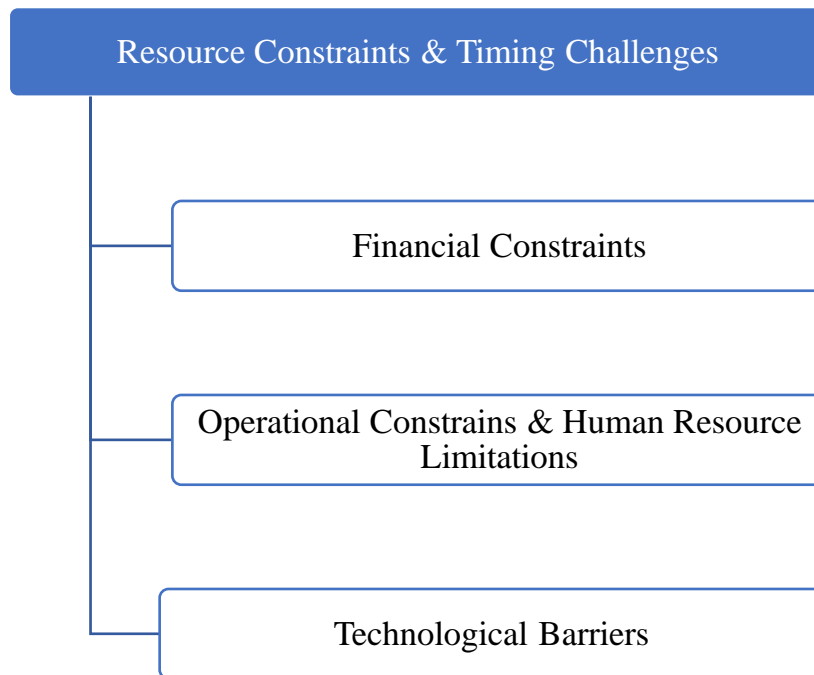 Resource Constraints & Timing Challenges
Financial Constraints
Operational Constrains & Human Resource
Limitations
Technological Barriers